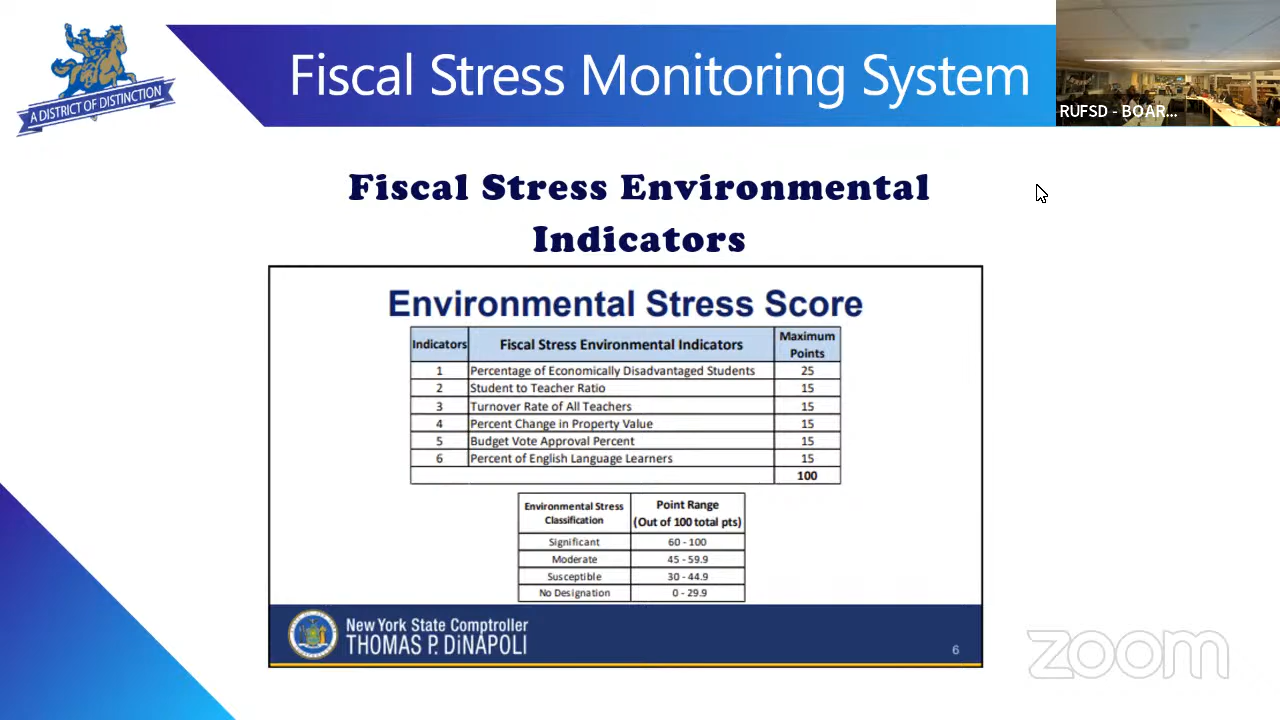 Fiscal Stress Monitoring System
A DISTRICT OF DISTINCTION
RUFSD - BOAR...
Fiscal Stress Environmental
Indicators
Environmental Stress Score
Indicators Fiscal Stress Environmental Indicators Maximum Points
1 Percentage of Economically Disadvantaged Students 25
2 Student to Teacher Ratio 15
3 Turnover Rate of All Teachers 15
4 Percent Change in Property Value 15
5 Budget Vote Approval Percent 15
6 Percent of English Language Learners 15
100
Environmental Stress Classification Point Range (Out of 100 total pts)
Significant 60 - 100
Moderate 45 - 59.9
Susceptible 30 - 44.9
No Designation 0 - 29.9
New York State Comptroller
THOMAS P. DiNAPOLI
6
zoom